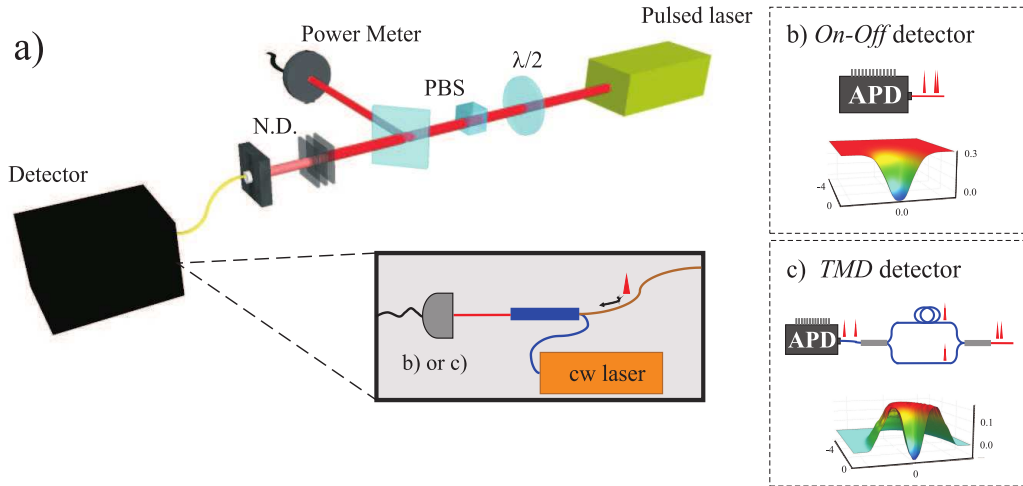 a)
Power Meter
Pulsed laser
λ/2
PBS
N.D.
Detector
b) or c)
cw laser
b) On-Off detector
APD
0.3
0.0
-4
0
0.0
c) TMD detector
APD
0.1
0.0
-4
0
0